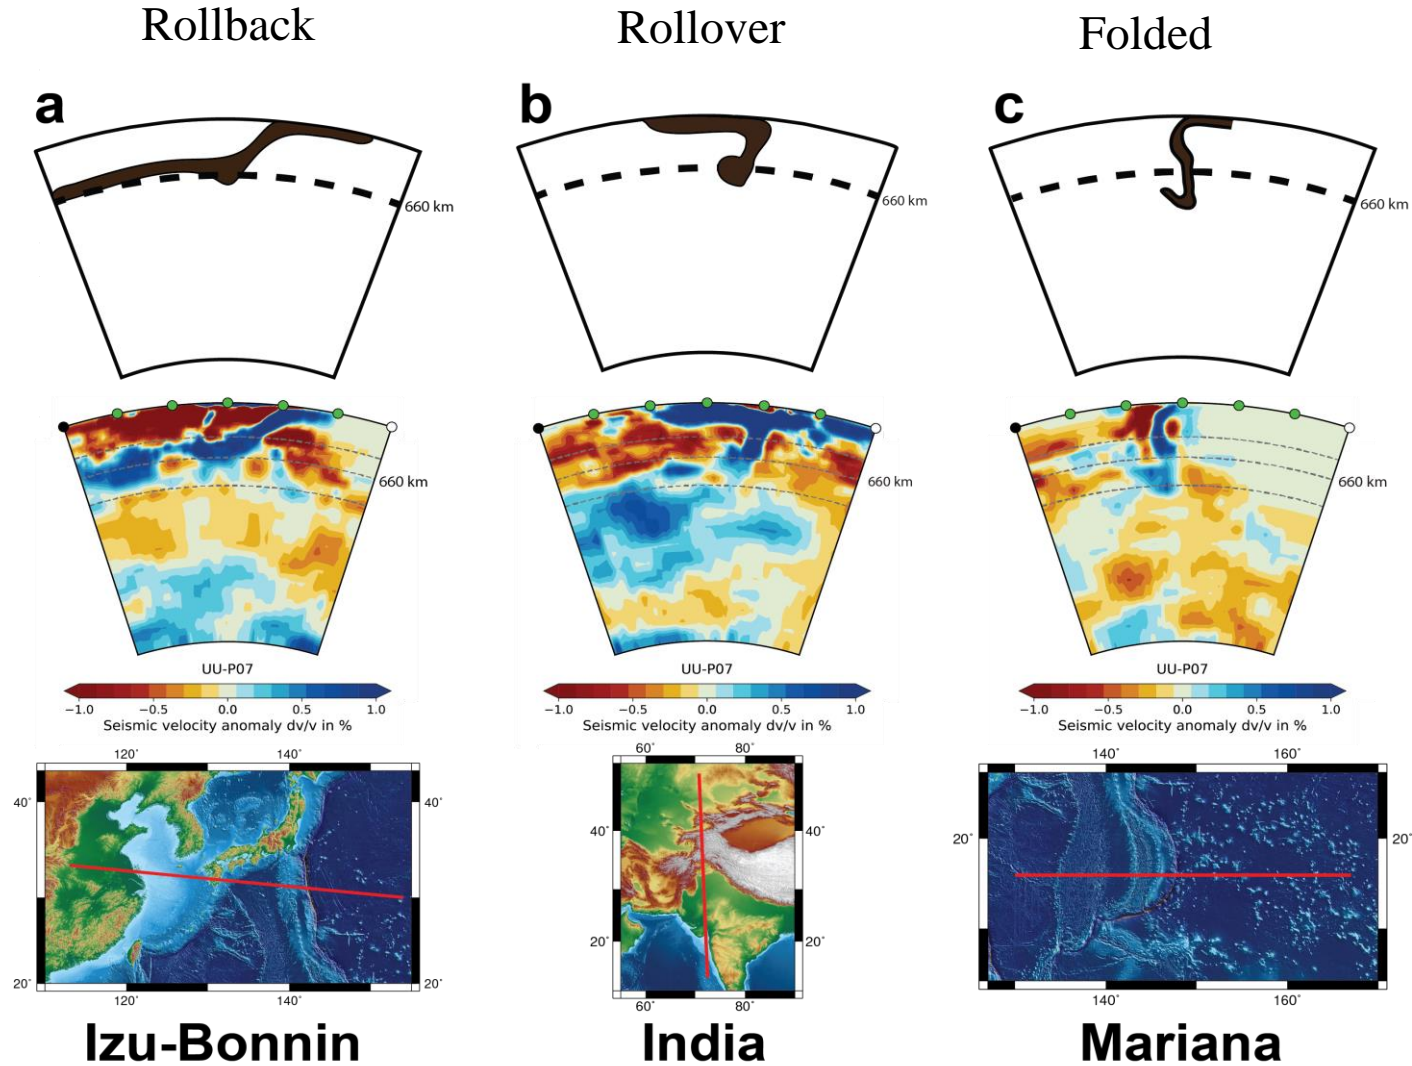 Rollback
Rollover
Folded
a
b
c
660 km
660 km
660 km
660 km
660 km
660 km
UU-P07
UU-P07
UU-P07
−1.0 −0.5 0.0 0.5 1.0
−1.0 −0.5 0.0 0.5 1.0
−1.0 −0.5 0.0 0.5 1.0
Seismic velocity anomaly dv/v in %
Seismic velocity anomaly dv/v in %
Seismic velocity anomaly dv/v in %
120˚ 140˚
60˚ 80˚
140˚ 160˚
40˚ 40˚
40˚ 40˚
20˚ 20˚
20˚ 20˚
20˚ 20˚
120˚ 140˚
60˚ 80˚
140˚ 160˚
Izu-Bonnin
India
Mariana